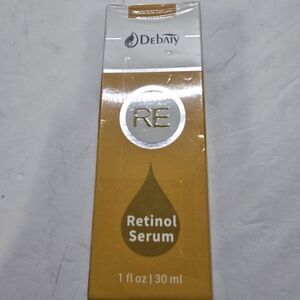 DEBAIY
RE
Retinol
Serum
1 fl oz | 30 ml